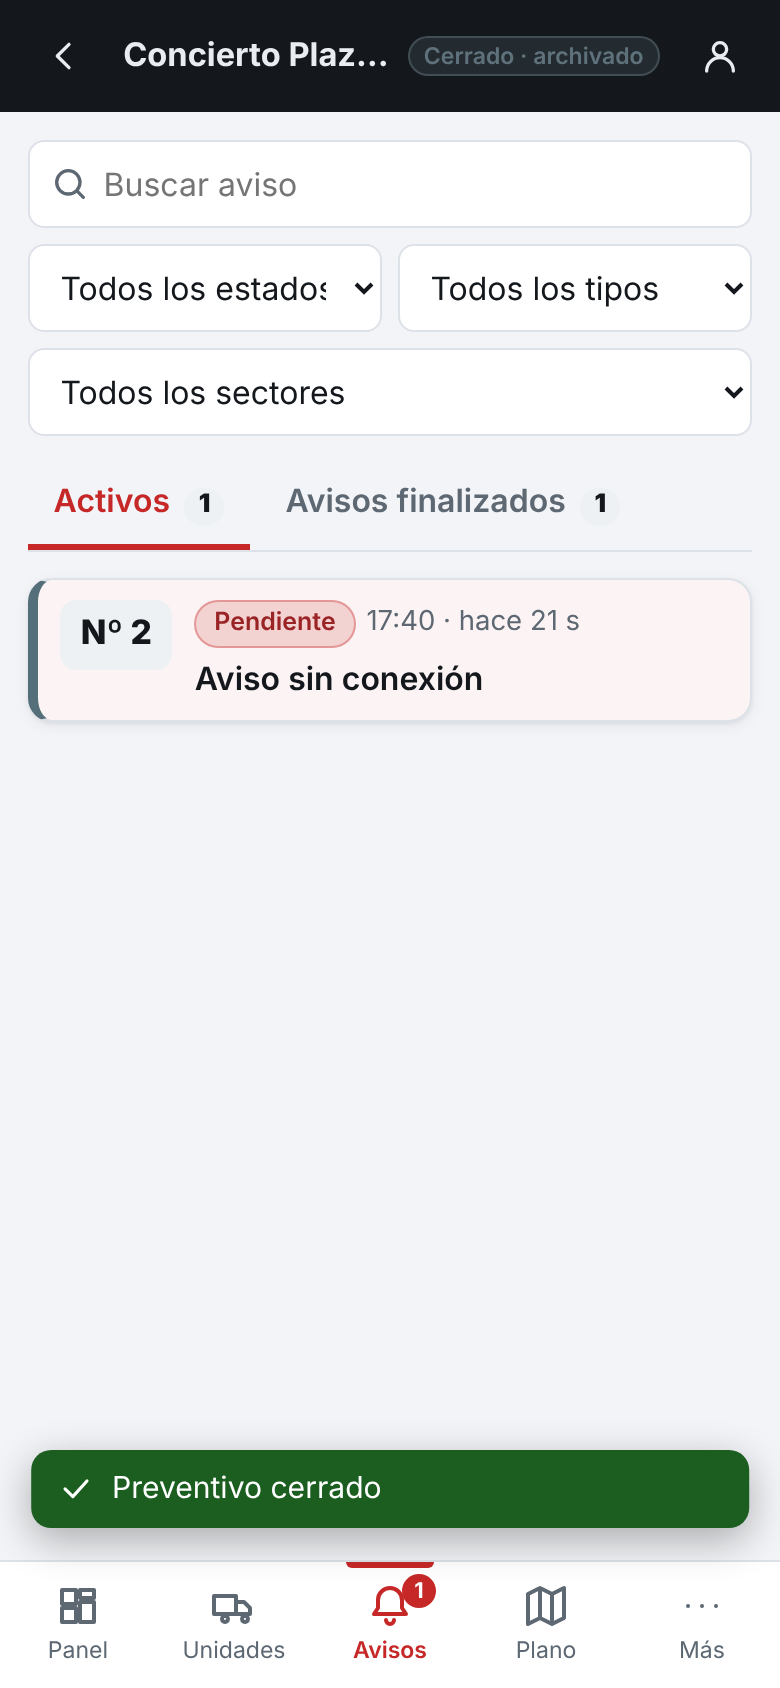 Concierto Plaz... Cerrado · archivado
Buscar aviso
Todos los estados Todos los tipos
Todos los sectores
Activos 1 Avisos finalizados 1
Nº 2 Pendiente 17:40 · hace 21 s
Aviso sin conexión
Preventivo cerrado
1
Panel Unidades Avisos Plano Más